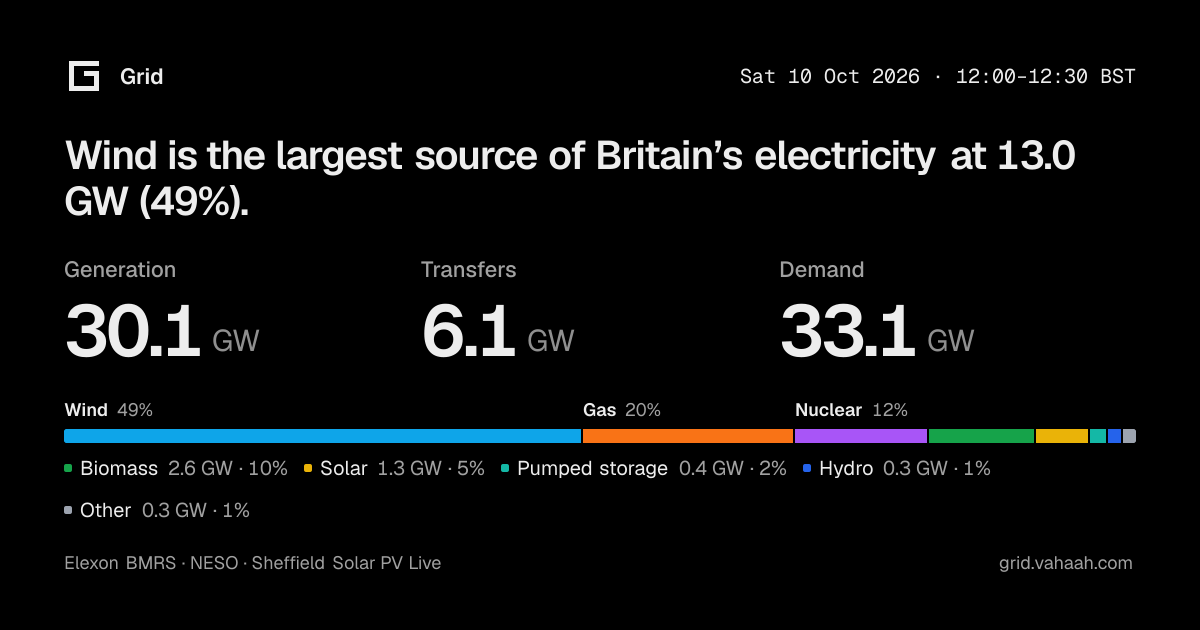 Grid
Sat 10 Oct 2026 · 12:00–12:30 BST
Wind is the largest source of Britain’s electricity at 13.0
GW (49%).
Generation
Transfers
Demand
30.1 GW
6.1 GW
33.1 GW
Wind 49%
Gas 20%
Nuclear 12%
Biomass 2.6 GW · 10%
Solar 1.3 GW · 5%
Pumped storage 0.4 GW · 2%
Hydro 0.3 GW · 1%
Other 0.3 GW · 1%
Elexon BMRS · NESO · Sheffield Solar PV Live
grid.vahaah.com